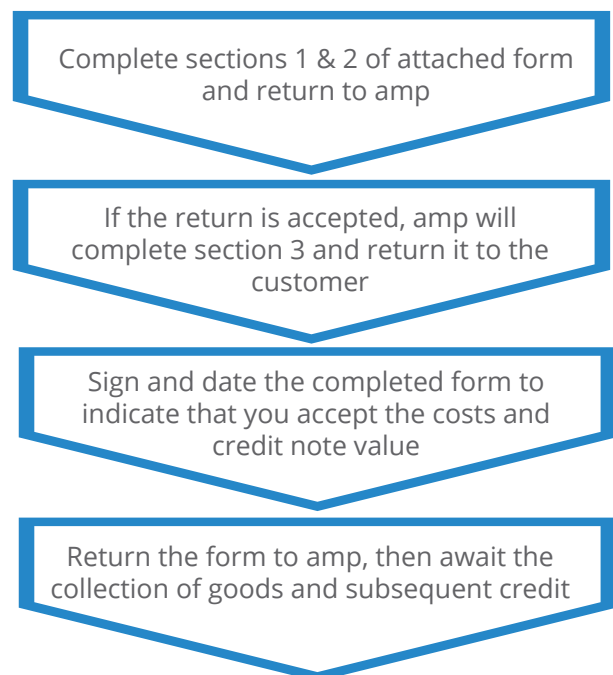 Complete sections 1 & 2 of attached form
and return to amp
If the return is accepted, amp will
complete section 3 and return it to the
customer
Sign and date the completed form to
indicate that you accept the costs and
credit note value
Return the form to amp, then await the
collection of goods and subsequent credit